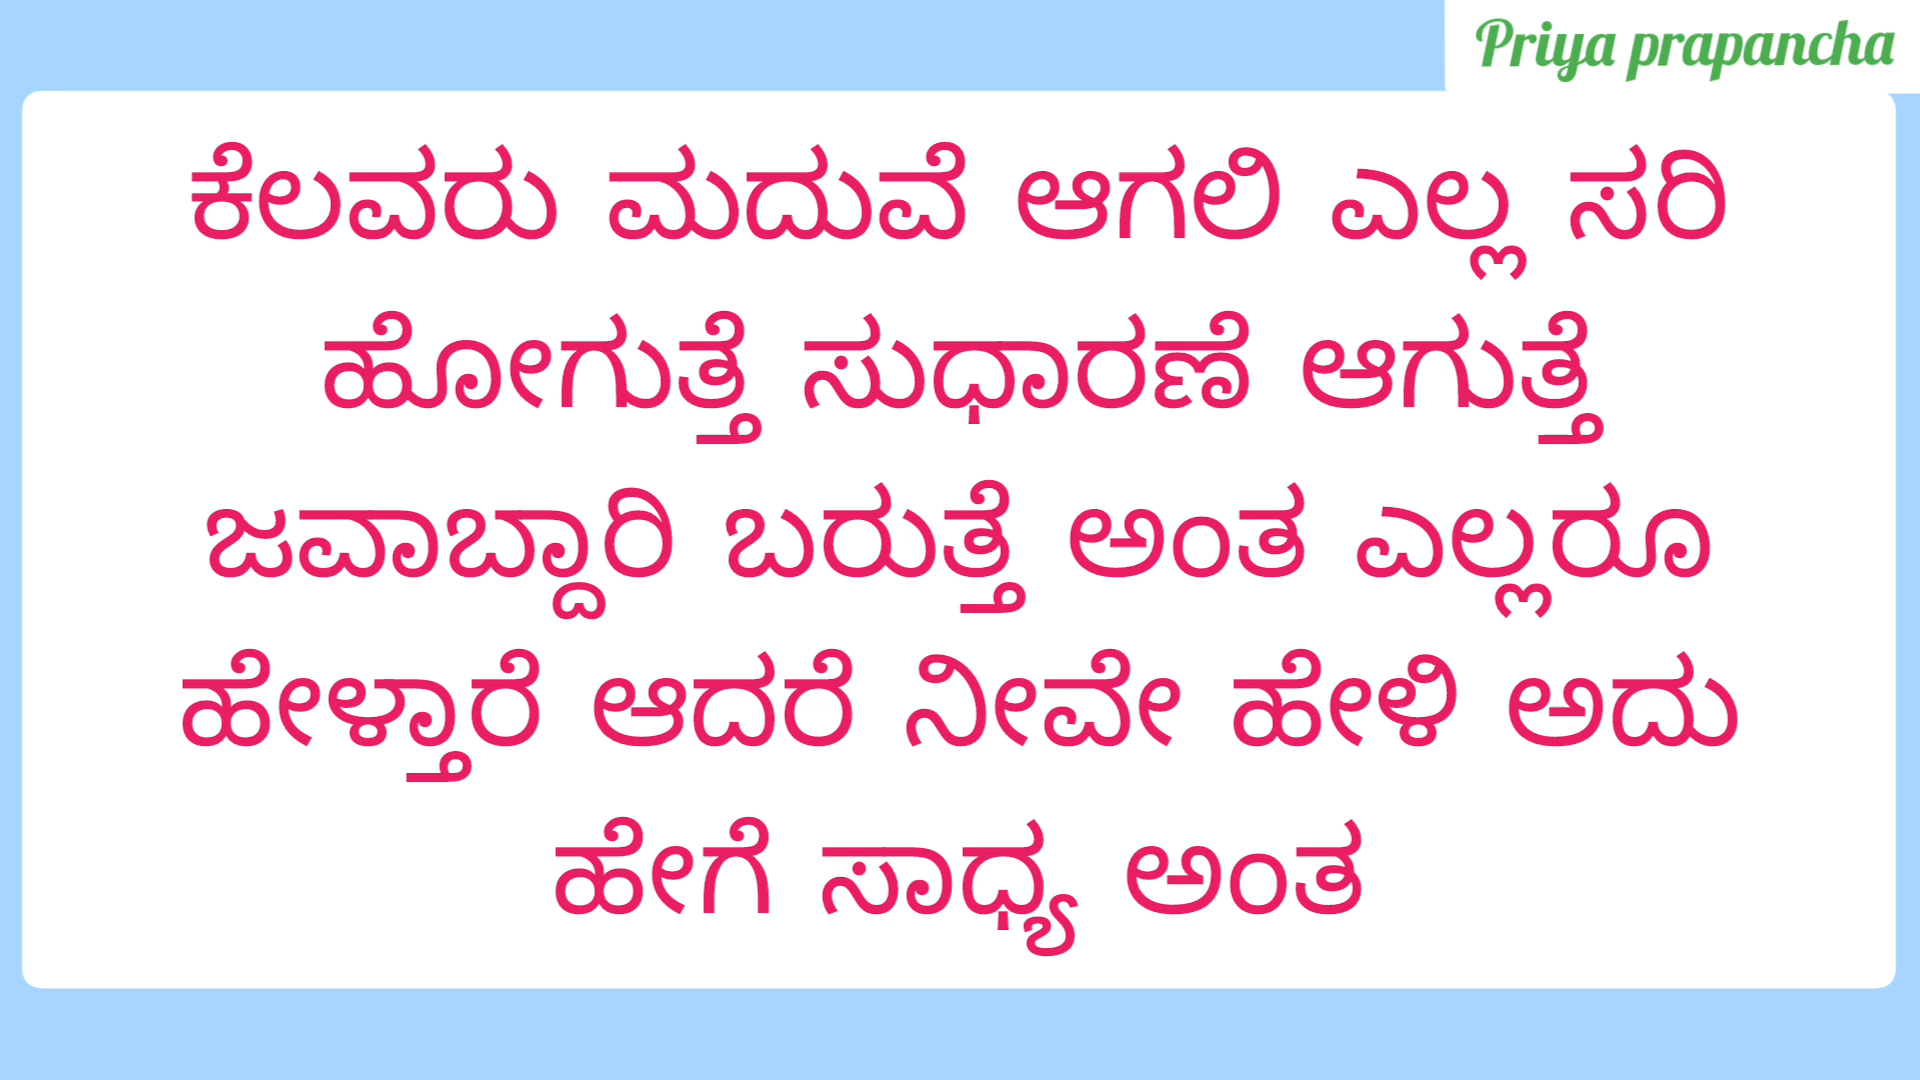 Priya prapancha
ಕೆಲವರು ಮದುವೆ ಆಗಲಿ ಎಲ್ಲ ಸರಿ
ಹೋಗುತ್ತೆ ಸುಧಾರಣೆ ಆಗುತ್ತೆ
ಜವಾಬ್ದಾರಿ ಬರುತ್ತೆ ಅಂತ ಎಲ್ಲರೂ
ಹೇಳ್ತಾರೆ ಆದರೆ ನೀವೇ ಹೇಳಿ ಅದು
ಹೇಗೆ ಸಾಧ್ಯ ಅಂತ